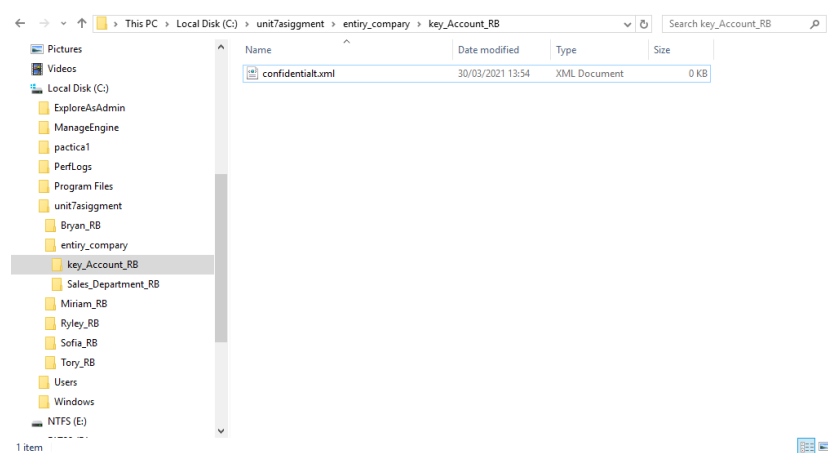 This PC > Local Disk (C:) > unit7asiggment > entiry_compary > key_Account_RB
Search key_Account_RB
Pictures
Videos
Local Disk (C:)
ExploreAsAdmin
ManageEngine
pactica1
PerfLogs
Program Files
unit7asiggment
Bryan_RB
entiry_compary
key_Account_RB
Sales_Department_RB
Miriam_RB
Ryley_RB
Sofia_RB
Tory_RB
Users
Windows
NTFS (E:)
Name Date modified Type Size
confidentialt.xml 30/03/2021 13:54 XML Document 0 KB
1 item